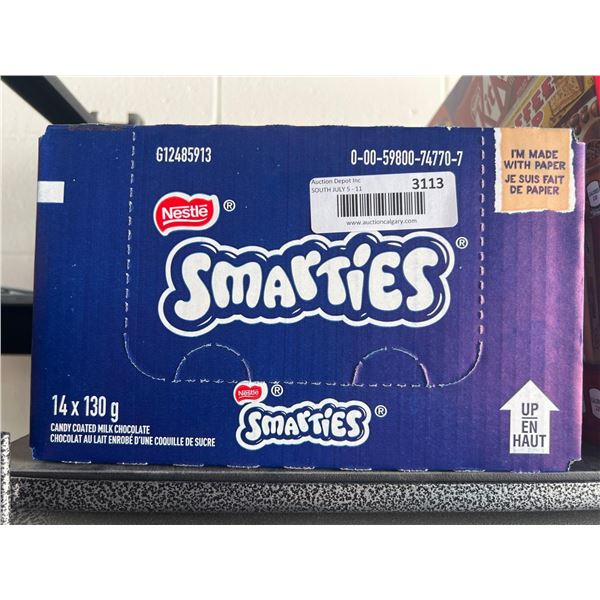 G12485913
0-00-59800-74770-7
Auction Depot Inc
SOUTH JULY 5 - 11
3113
www.auctioncalgary.com
I'M MADE
WITH PAPER
JE SUIS FAIT
DE PAPIER
Nestlé ®
SMARTIES ®
14 x 130 g
CANDY COATED MILK CHOCOLATE
CHOCOLAT AU LAIT ENROBÉ D'UNE COQUILLE DE SUCRE
Nestlé ®
SMARTIES ®
UP
EN
HAUT